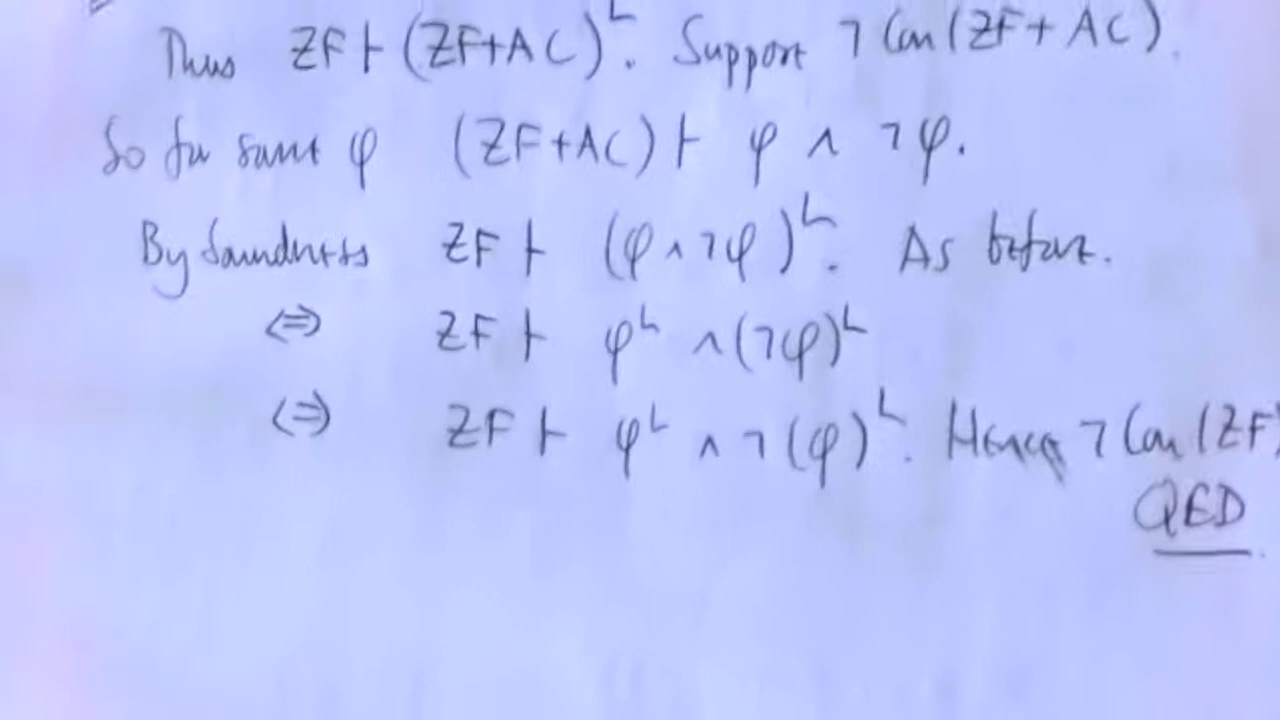 Thus ZF ⊢ (ZF+AC)^L. Suppose ¬Con(ZF+AC).
So for some φ (ZF+AC) ⊢ φ ∧ ¬φ.
By Soundness ZF ⊢ (φ∧¬φ)^L. As before.
⇔ ZF ⊢ φ^L ∧ (¬φ)^L
⇔ ZF ⊢ φ^L ∧ ¬(φ)^L. Hence ¬Con(ZF)
QED